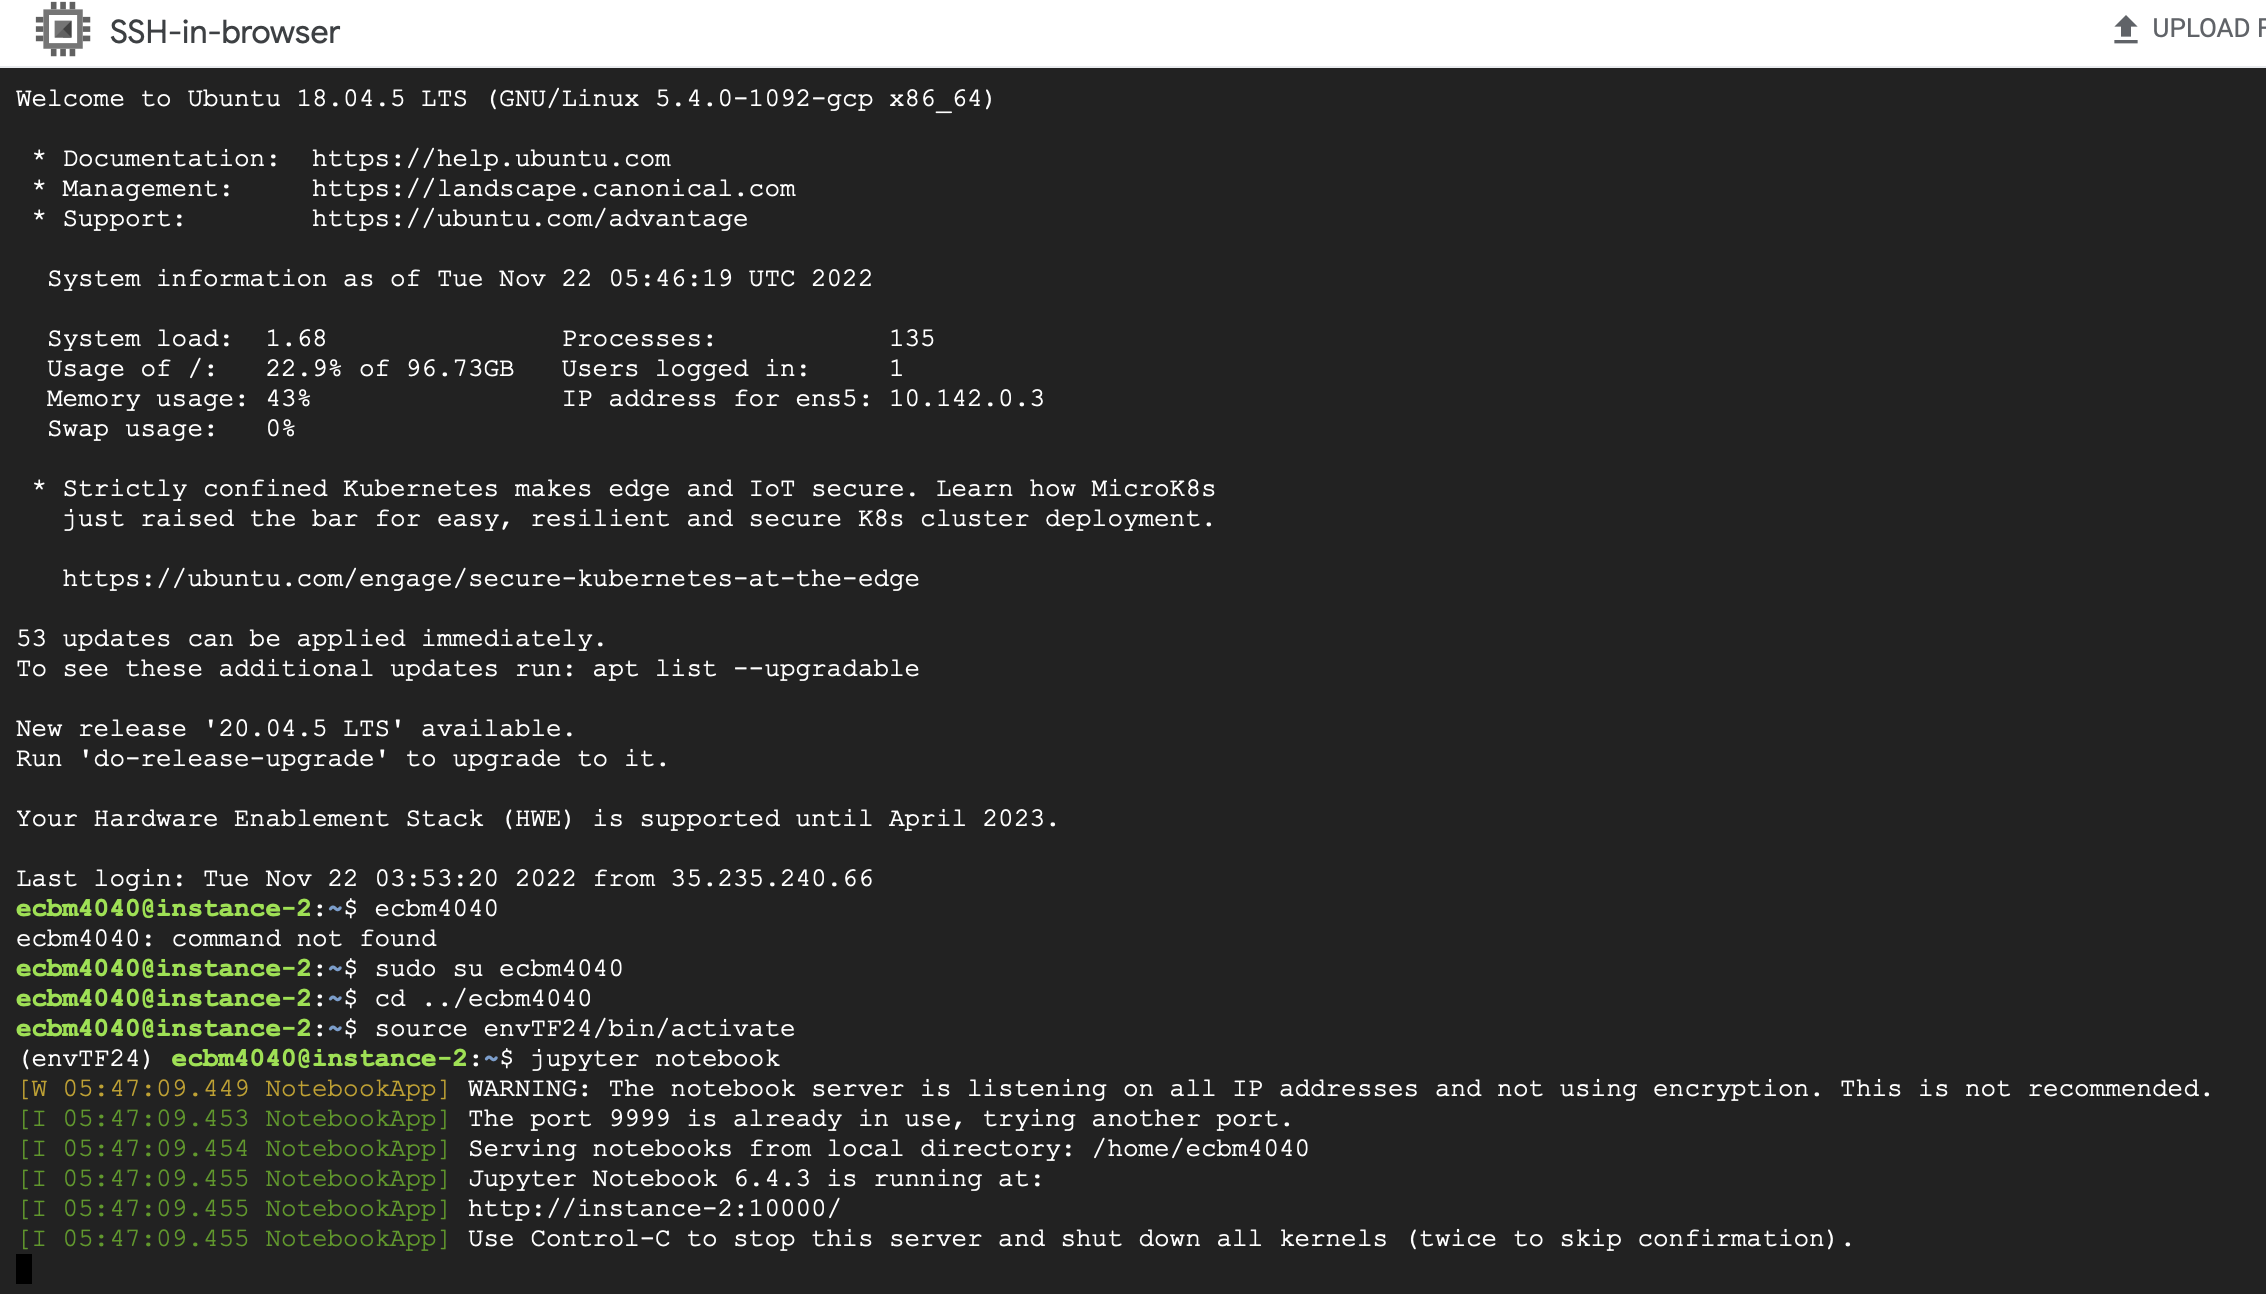 SSH-in-browser
UPLOAD F
Welcome to Ubuntu 18.04.5 LTS (GNU/Linux 5.4.0-1092-gcp x86_64)
* Documentation:  https://help.ubuntu.com
* Management:     https://landscape.canonical.com
* Support:        https://ubuntu.com/advantage
System information as of Tue Nov 22 05:46:19 UTC 2022
System load:  1.68               Processes:           135
Usage of /:   22.9% of 96.73GB   Users logged in:     1
Memory usage: 43%                IP address for ens5: 10.142.0.3
Swap usage:   0%
* Strictly confined Kubernetes makes edge and IoT secure. Learn how MicroK8s
just raised the bar for easy, resilient and secure K8s cluster deployment.
https://ubuntu.com/engage/secure-kubernetes-at-the-edge
53 updates can be applied immediately.
To see these additional updates run: apt list --upgradable
New release '20.04.5 LTS' available.
Run 'do-release-upgrade' to upgrade to it.
Your Hardware Enablement Stack (HWE) is supported until April 2023.
Last login: Tue Nov 22 03:53:20 2022 from 35.235.240.66
ecbm4040@instance-2:~$ ecbm4040
ecbm4040: command not found
ecbm4040@instance-2:~$ sudo su ecbm4040
ecbm4040@instance-2:~$ cd ../ecbm4040
ecbm4040@instance-2:~$ source envTF24/bin/activate
(envTF24) ecbm4040@instance-2:~$ jupyter notebook
[W 05:47:09.449 NotebookApp] WARNING: The notebook server is listening on all IP addresses and not using encryption. This is not recommended.
[I 05:47:09.453 NotebookApp] The port 9999 is already in use, trying another port.
[I 05:47:09.454 NotebookApp] Serving notebooks from local directory: /home/ecbm4040
[I 05:47:09.455 NotebookApp] Jupyter Notebook 6.4.3 is running at:
[I 05:47:09.455 NotebookApp] http://instance-2:10000/
[I 05:47:09.455 NotebookApp] Use Control-C to stop this server and shut down all kernels (twice to skip confirmation).